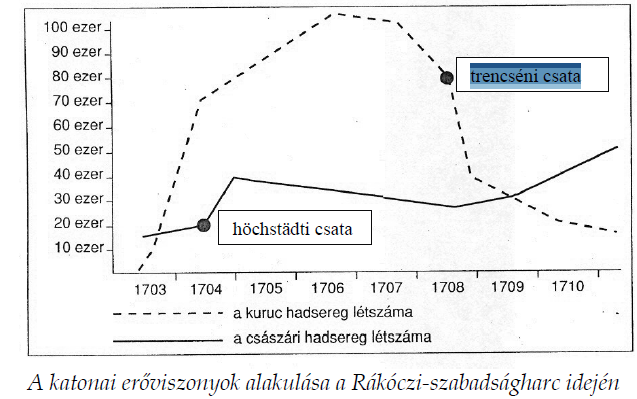 100 ezer
90 ezer
80 ezer
70 ezer
60 ezer
50 ezer
40 ezer
30 ezer
20 ezer
10 ezer
trencséni csata
höchstädti csata
1703 1704 1705 1706 1707 1708 1709 1710
a kuruc hadsereg létszáma
a császári hadsereg létszáma
A katonai erőviszonyok alakulása a Rákóczi-szabadságharc idején